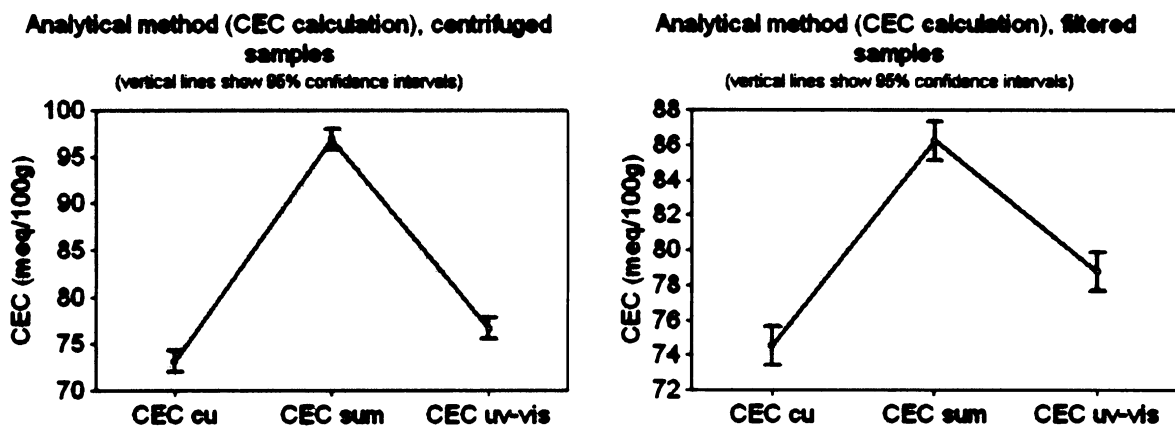 Analytical method (CEC calculation), centrifuged
samples
(vertical lines show 95% confidence intervals)
CEC (meq/100g)
100
95
90
85
80
75
70
CEC cu
CEC sum
CEC uv-vis
Analytical method (CEC calculation), filtered
samples
(vertical lines show 95% confidence intervals)
CEC (meq/100g)
88
86
84
82
80
78
76
74
72
CEC cu
CEC sum
CEC uv-vis